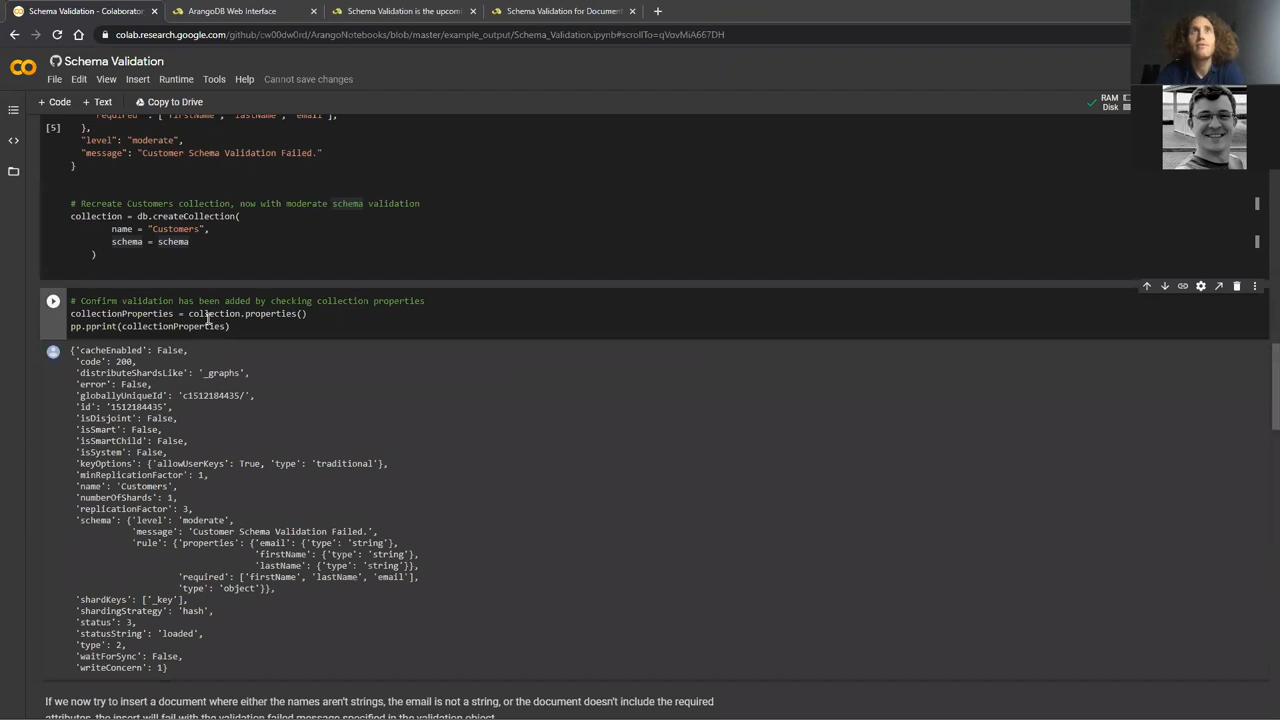 Schema Validation - Colaborator
ArangoDB Web Interface
Schema Validation is the upcom
Schema Validation for Document
colab.research.google.com/github/cw00dw0rd/ArangoNotebooks/blob/master/example_output/Schema_Validation.ipynb#scrollTo=qVovMiA667DH
Schema Validation
File Edit View Insert Runtime Tools Help Cannot save changes
+ Code + Text Copy to Drive
RAM
Disk
'required': ['firstName', 'lastName', 'email'],
[5] },
"level": "moderate",
"message": "Customer Schema Validation Failed."
}
# Recreate Customers collection, now with moderate schema validation
collection = db.createCollection(
name = "Customers",
schema = schema
)
# Confirm validation has been added by checking collection properties
collectionProperties = collection.properties()
pp.pprint(collectionProperties)
{'cacheEnabled': False,
'code': 200,
'distributeShardsLike': '_graphs',
'error': False,
'globallyUniqueId': 'c1512184435/',
'id': '1512184435',
'isDisjoint': False,
'isSmart': False,
'isSmartChild': False,
'isSystem': False,
'keyOptions': {'allowUserKeys': True, 'type': 'traditional'},
'minReplicationFactor': 1,
'name': 'Customers',
'numberOfShards': 1,
'replicationFactor': 3,
'schema': {'level': 'moderate',
'message': 'Customer Schema Validation Failed.',
'rule': {'properties': {'email': {'type': 'string'},
'firstName': {'type': 'string'},
'lastName': {'type': 'string'}},
'required': ['firstName', 'lastName', 'email'],
'type': 'object'}},
'shardKeys': ['_key'],
'shardingStrategy': 'hash',
'status': 3,
'statusString': 'loaded',
'type': 2,
'waitForSync': False,
'writeConcern': 1}
If we now try to insert a document where either the names aren't strings, the email is not a string, or the document doesn't include the required
attributes, the insert will fail with the validation failed message specified in the validation object.